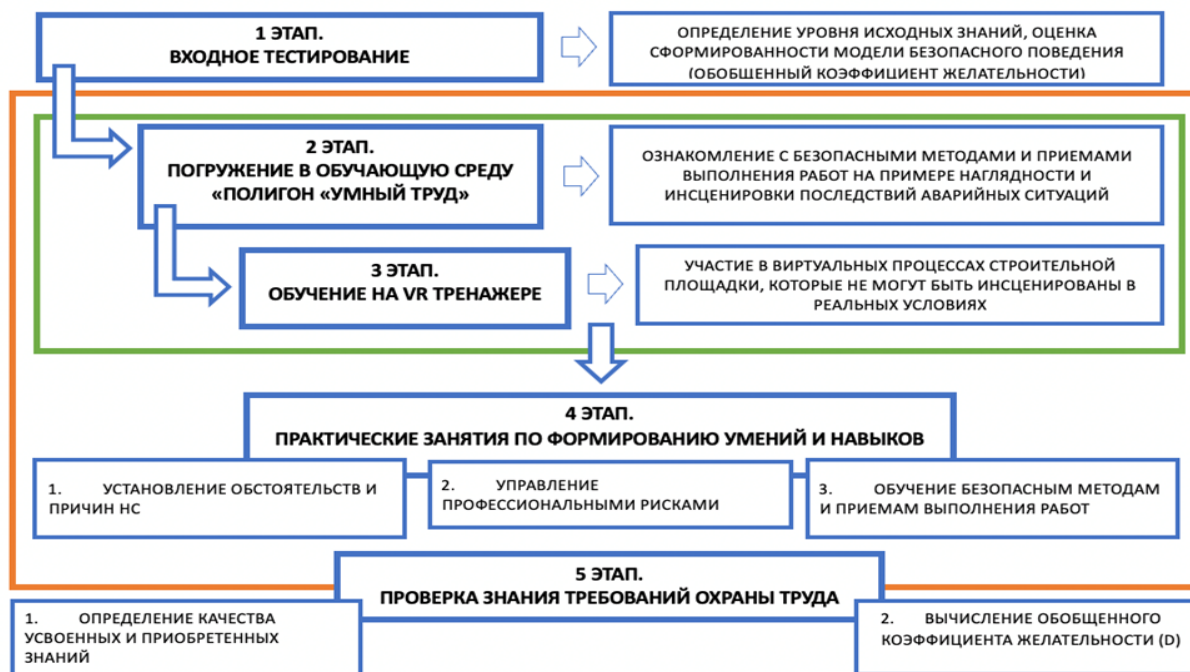 1 ЭТАП.
ВХОДНОЕ ТЕСТИРОВАНИЕ
ОПРЕДЕЛЕНИЕ УРОВНЯ ИСХОДНЫХ ЗНАНИЙ, ОЦЕНКА
СФОРМИРОВАННОСТИ МОДЕЛИ БЕЗОПАСНОГО ПОВЕДЕНИЯ
(ОБОБЩЕННЫЙ КОЭФФИЦИЕНТ ЖЕЛАТЕЛЬНОСТИ)
2 ЭТАП.
ПОГРУЖЕНИЕ В ОБУЧАЮЩУЮ СРЕДУ
«ПОЛИГОН «УМНЫЙ ТРУД»
ОЗНАКОМЛЕНИЕ С БЕЗОПАСНЫМИ МЕТОДАМИ И ПРИЕМАМИ
ВЫПОЛНЕНИЯ РАБОТ НА ПРИМЕРЕ НАГЛЯДНОСТИ И
ИНСЦЕНИРОВКИ ПОСЛЕДСТВИЙ АВАРИЙНЫХ СИТУАЦИЙ
3 ЭТАП.
ОБУЧЕНИЕ НА VR ТРЕНАЖЕРЕ
УЧАСТИЕ В ВИРТУАЛЬНЫХ ПРОЦЕССАХ СТРОИТЕЛЬНОЙ
ПЛОЩАДКИ, КОТОРЫЕ НЕ МОГУТ БЫТЬ ИНСЦЕНИРОВАНЫ В
РЕАЛЬНЫХ УСЛОВИЯХ
4 ЭТАП.
ПРАКТИЧЕСКИЕ ЗАНЯТИЯ ПО ФОРМИРОВАНИЮ УМЕНИЙ И НАВЫКОВ
1. УСТАНОВЛЕНИЕ ОБСТОЯТЕЛЬСТВ И
ПРИЧИН НС
2. УПРАВЛЕНИЕ
ПРОФЕССИОНАЛЬНЫМИ РИСКАМИ
3. ОБУЧЕНИЕ БЕЗОПАСНЫМ МЕТОДАМ
И ПРИЕМАМ ВЫПОЛНЕНИЯ РАБОТ
5 ЭТАП.
ПРОВЕРКА ЗНАНИЯ ТРЕБОВАНИЙ ОХРАНЫ ТРУДА
1. ОПРЕДЕЛЕНИЕ КАЧЕСТВА
УСВОЕННЫХ И ПРИОБРЕТЕННЫХ
ЗНАНИЙ
2. ВЫЧИСЛЕНИЕ ОБОБЩЕННОГО
КОЭФФИЦИЕНТА ЖЕЛАТЕЛЬНОСТИ (D)